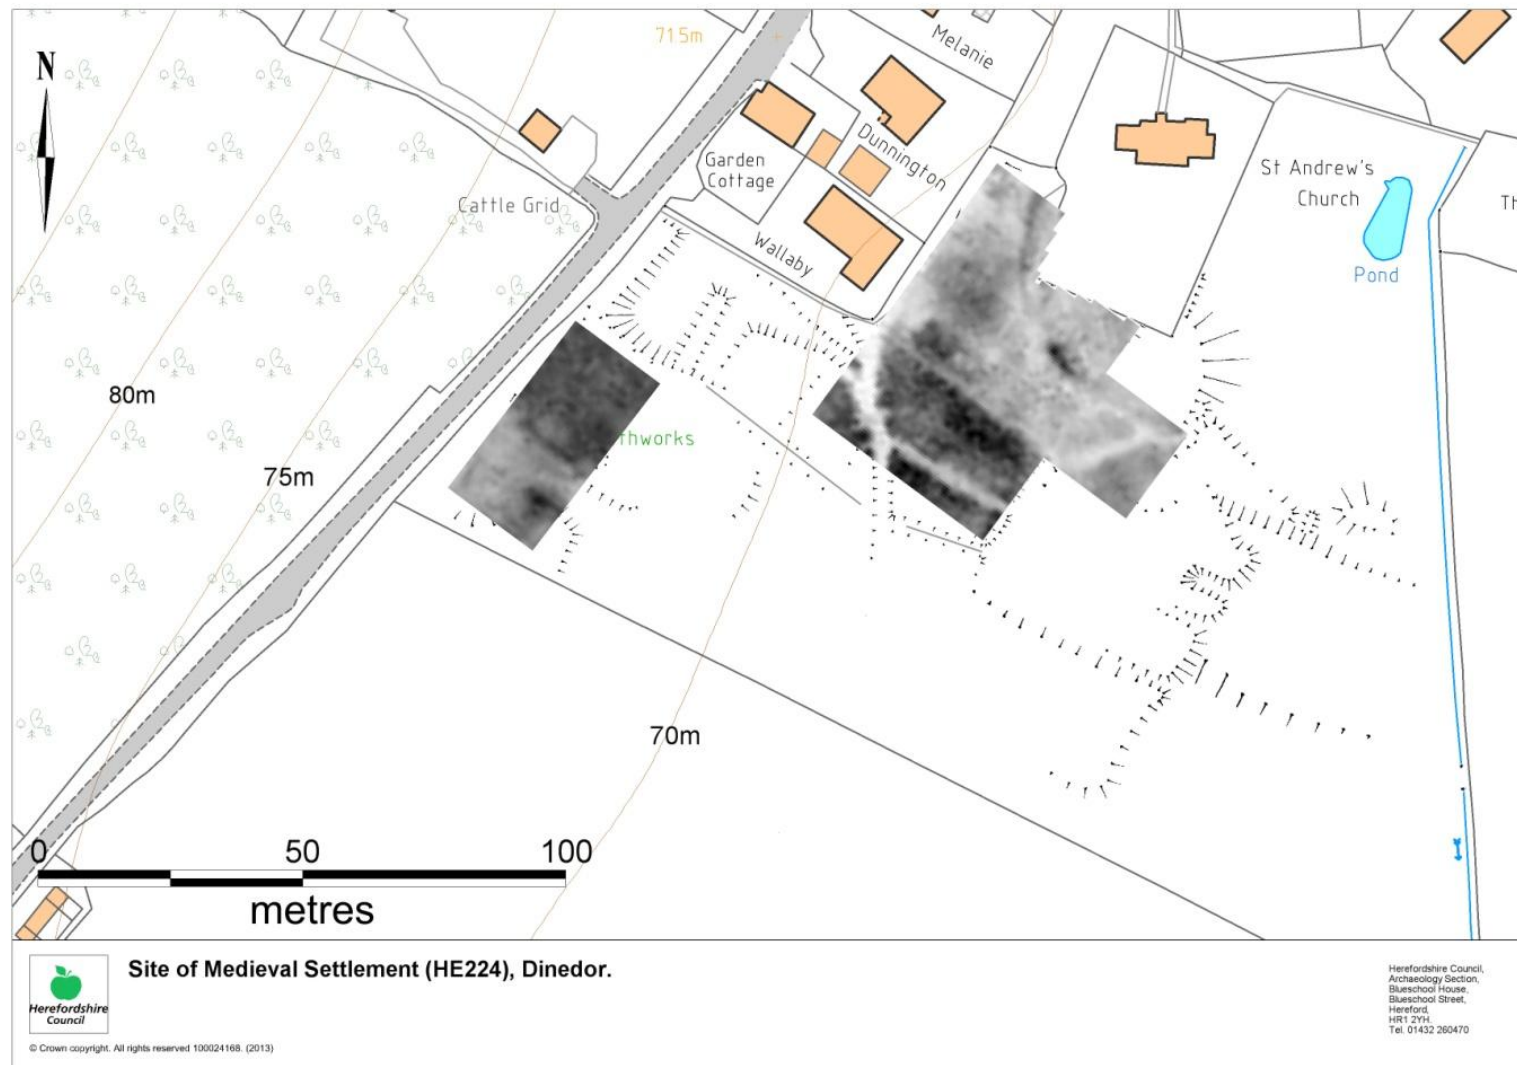 715m
Melanie
N
Dunnington
Garden
Cottage
St Andrew's
Church
Cattle Grid
Wallaby
Pond
80m
thworks
75m
70m
0 50 100
metres
Site of Medieval Settlement (HE224), Dinedor.
Herefordshire
Council
© Crown copyright. All rights reserved 100024168. (2013)
Herefordshire Council,
Archaeology Section,
Blueschool House,
Blueschool Street,
Hereford,
HR1 2YH.
Tel. 01432 260470